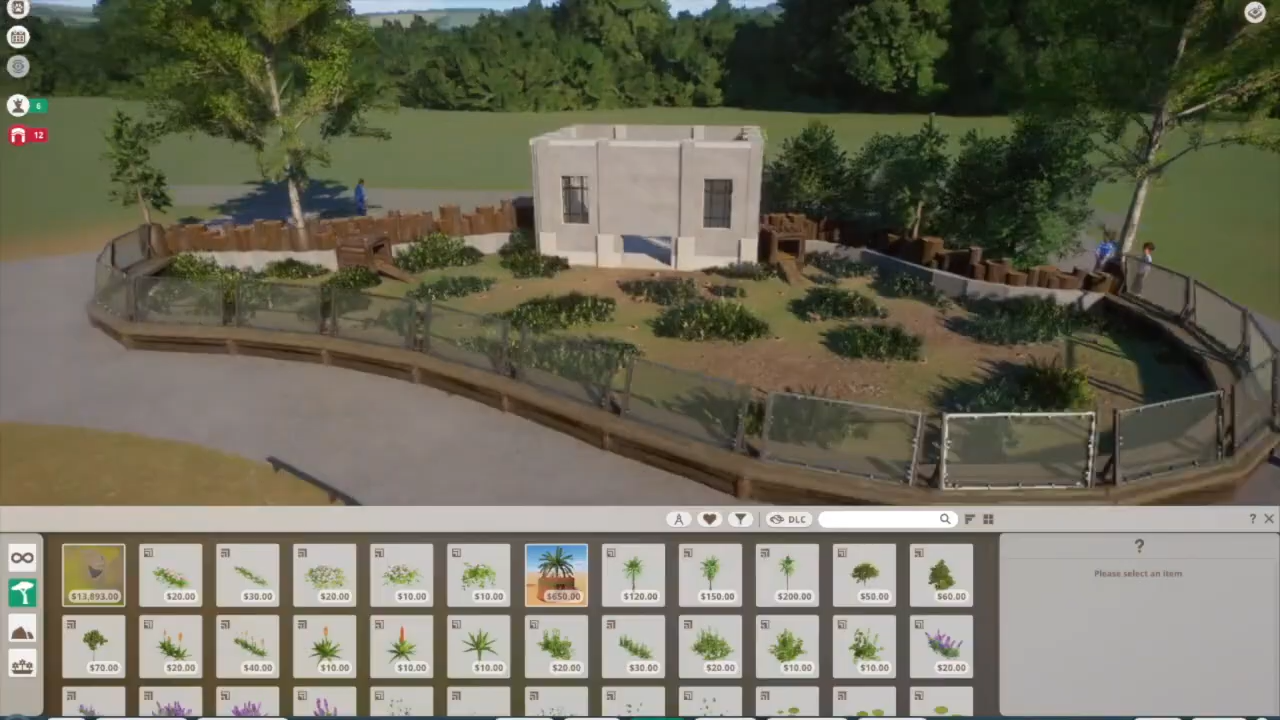 6
12
DLC
?
?
Please select an item
$13,893.00 $20.00 $30.00 $20.00 $10.00 $10.00 $650.00 $120.00 $150.00 $200.00 $50.00 $60.00
$70.00 $20.00 $40.00 $10.00 $10.00 $10.00 $20.00 $30.00 $20.00 $10.00 $10.00 $20.00